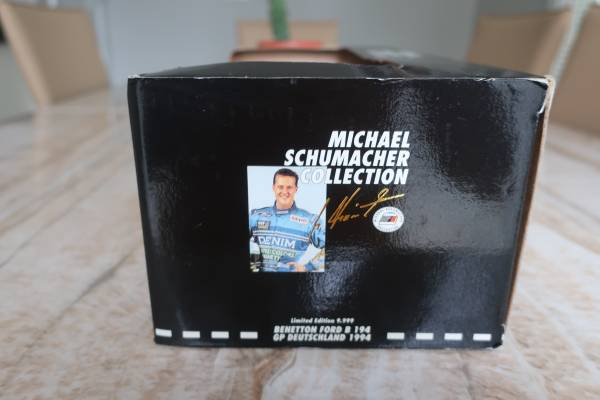 MICHAEL
SCHUMACHER
COLLECTION
DENIM
Limited Edition 9.999
BENETTON FORD B 194
GP DEUTSCHLAND 1994